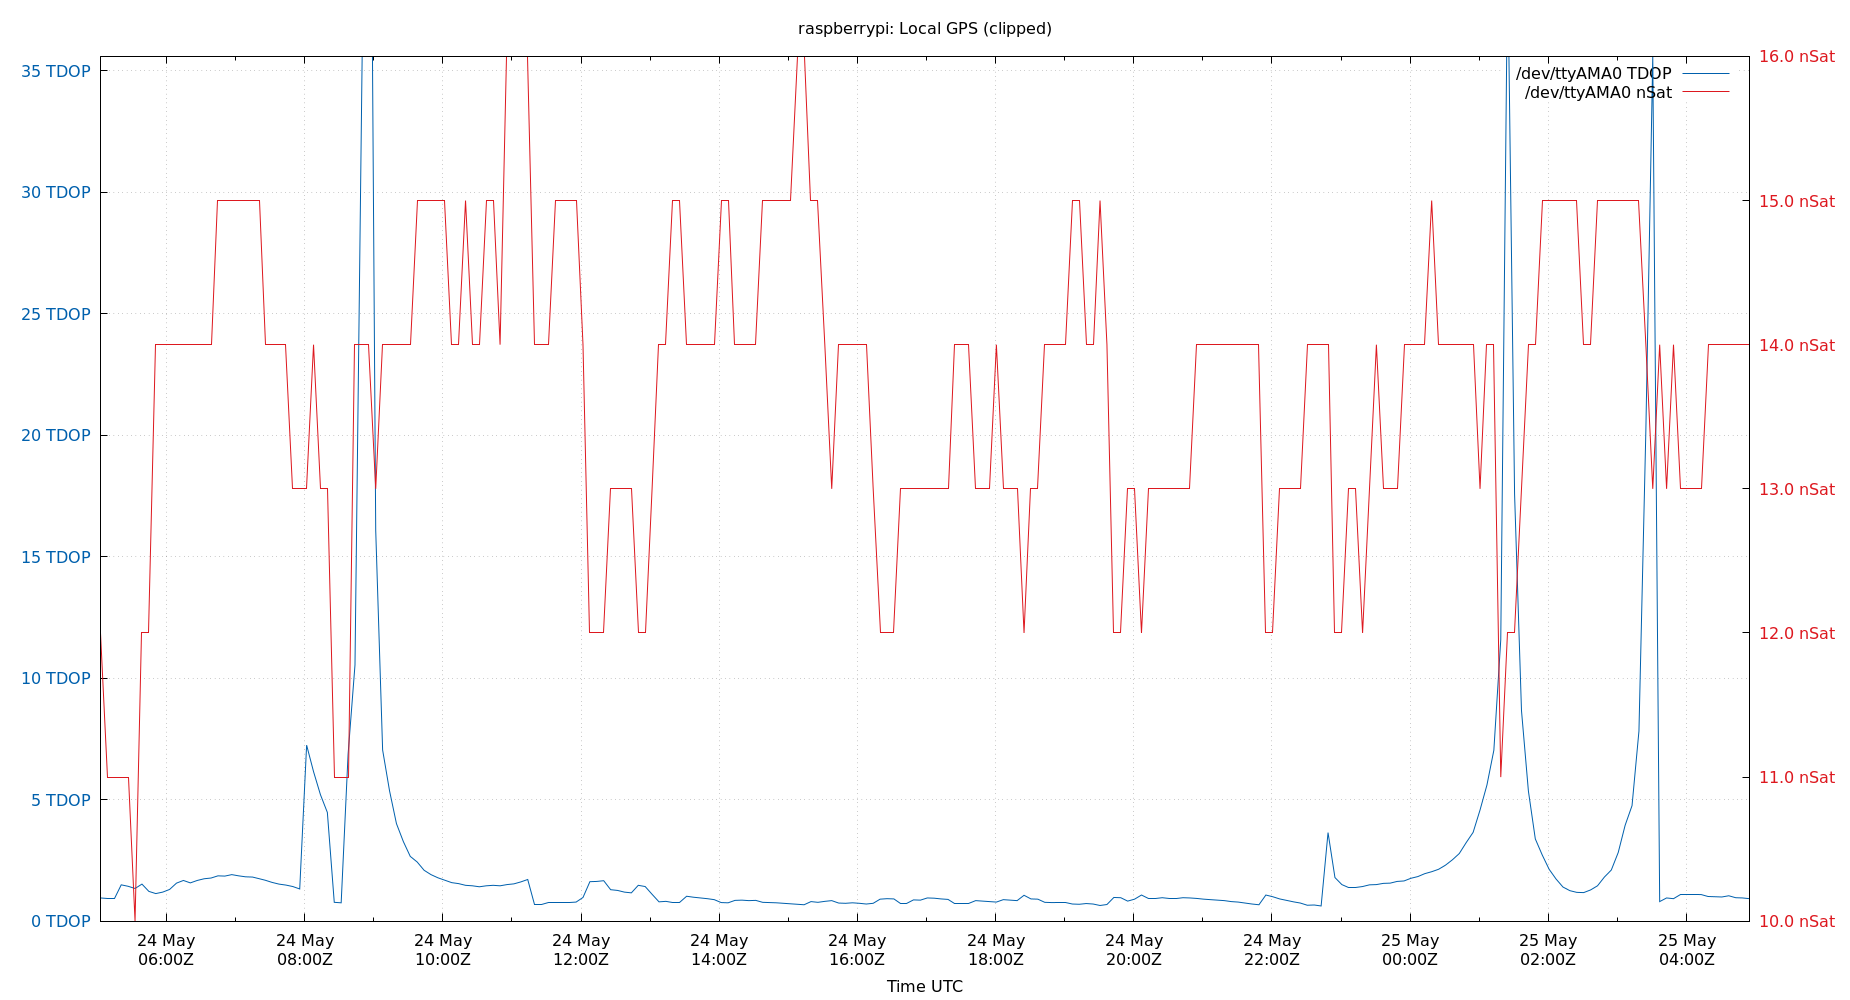 raspberrypi: Local GPS (clipped)
35 TDOP
30 TDOP
25 TDOP
20 TDOP
15 TDOP
10 TDOP
5 TDOP
0 TDOP
/dev/ttyAMA0 TDOP
/dev/ttyAMA0 nSat
16.0 nSat
15.0 nSat
14.0 nSat
13.0 nSat
12.0 nSat
11.0 nSat
10.0 nSat
24 May 24 May 24 May 24 May 24 May 24 May 24 May 24 May 24 May 25 May 25 May 25 May
06:00Z 08:00Z 10:00Z 12:00Z 14:00Z 16:00Z 18:00Z 20:00Z 22:00Z 00:00Z 02:00Z 04:00Z
Time UTC